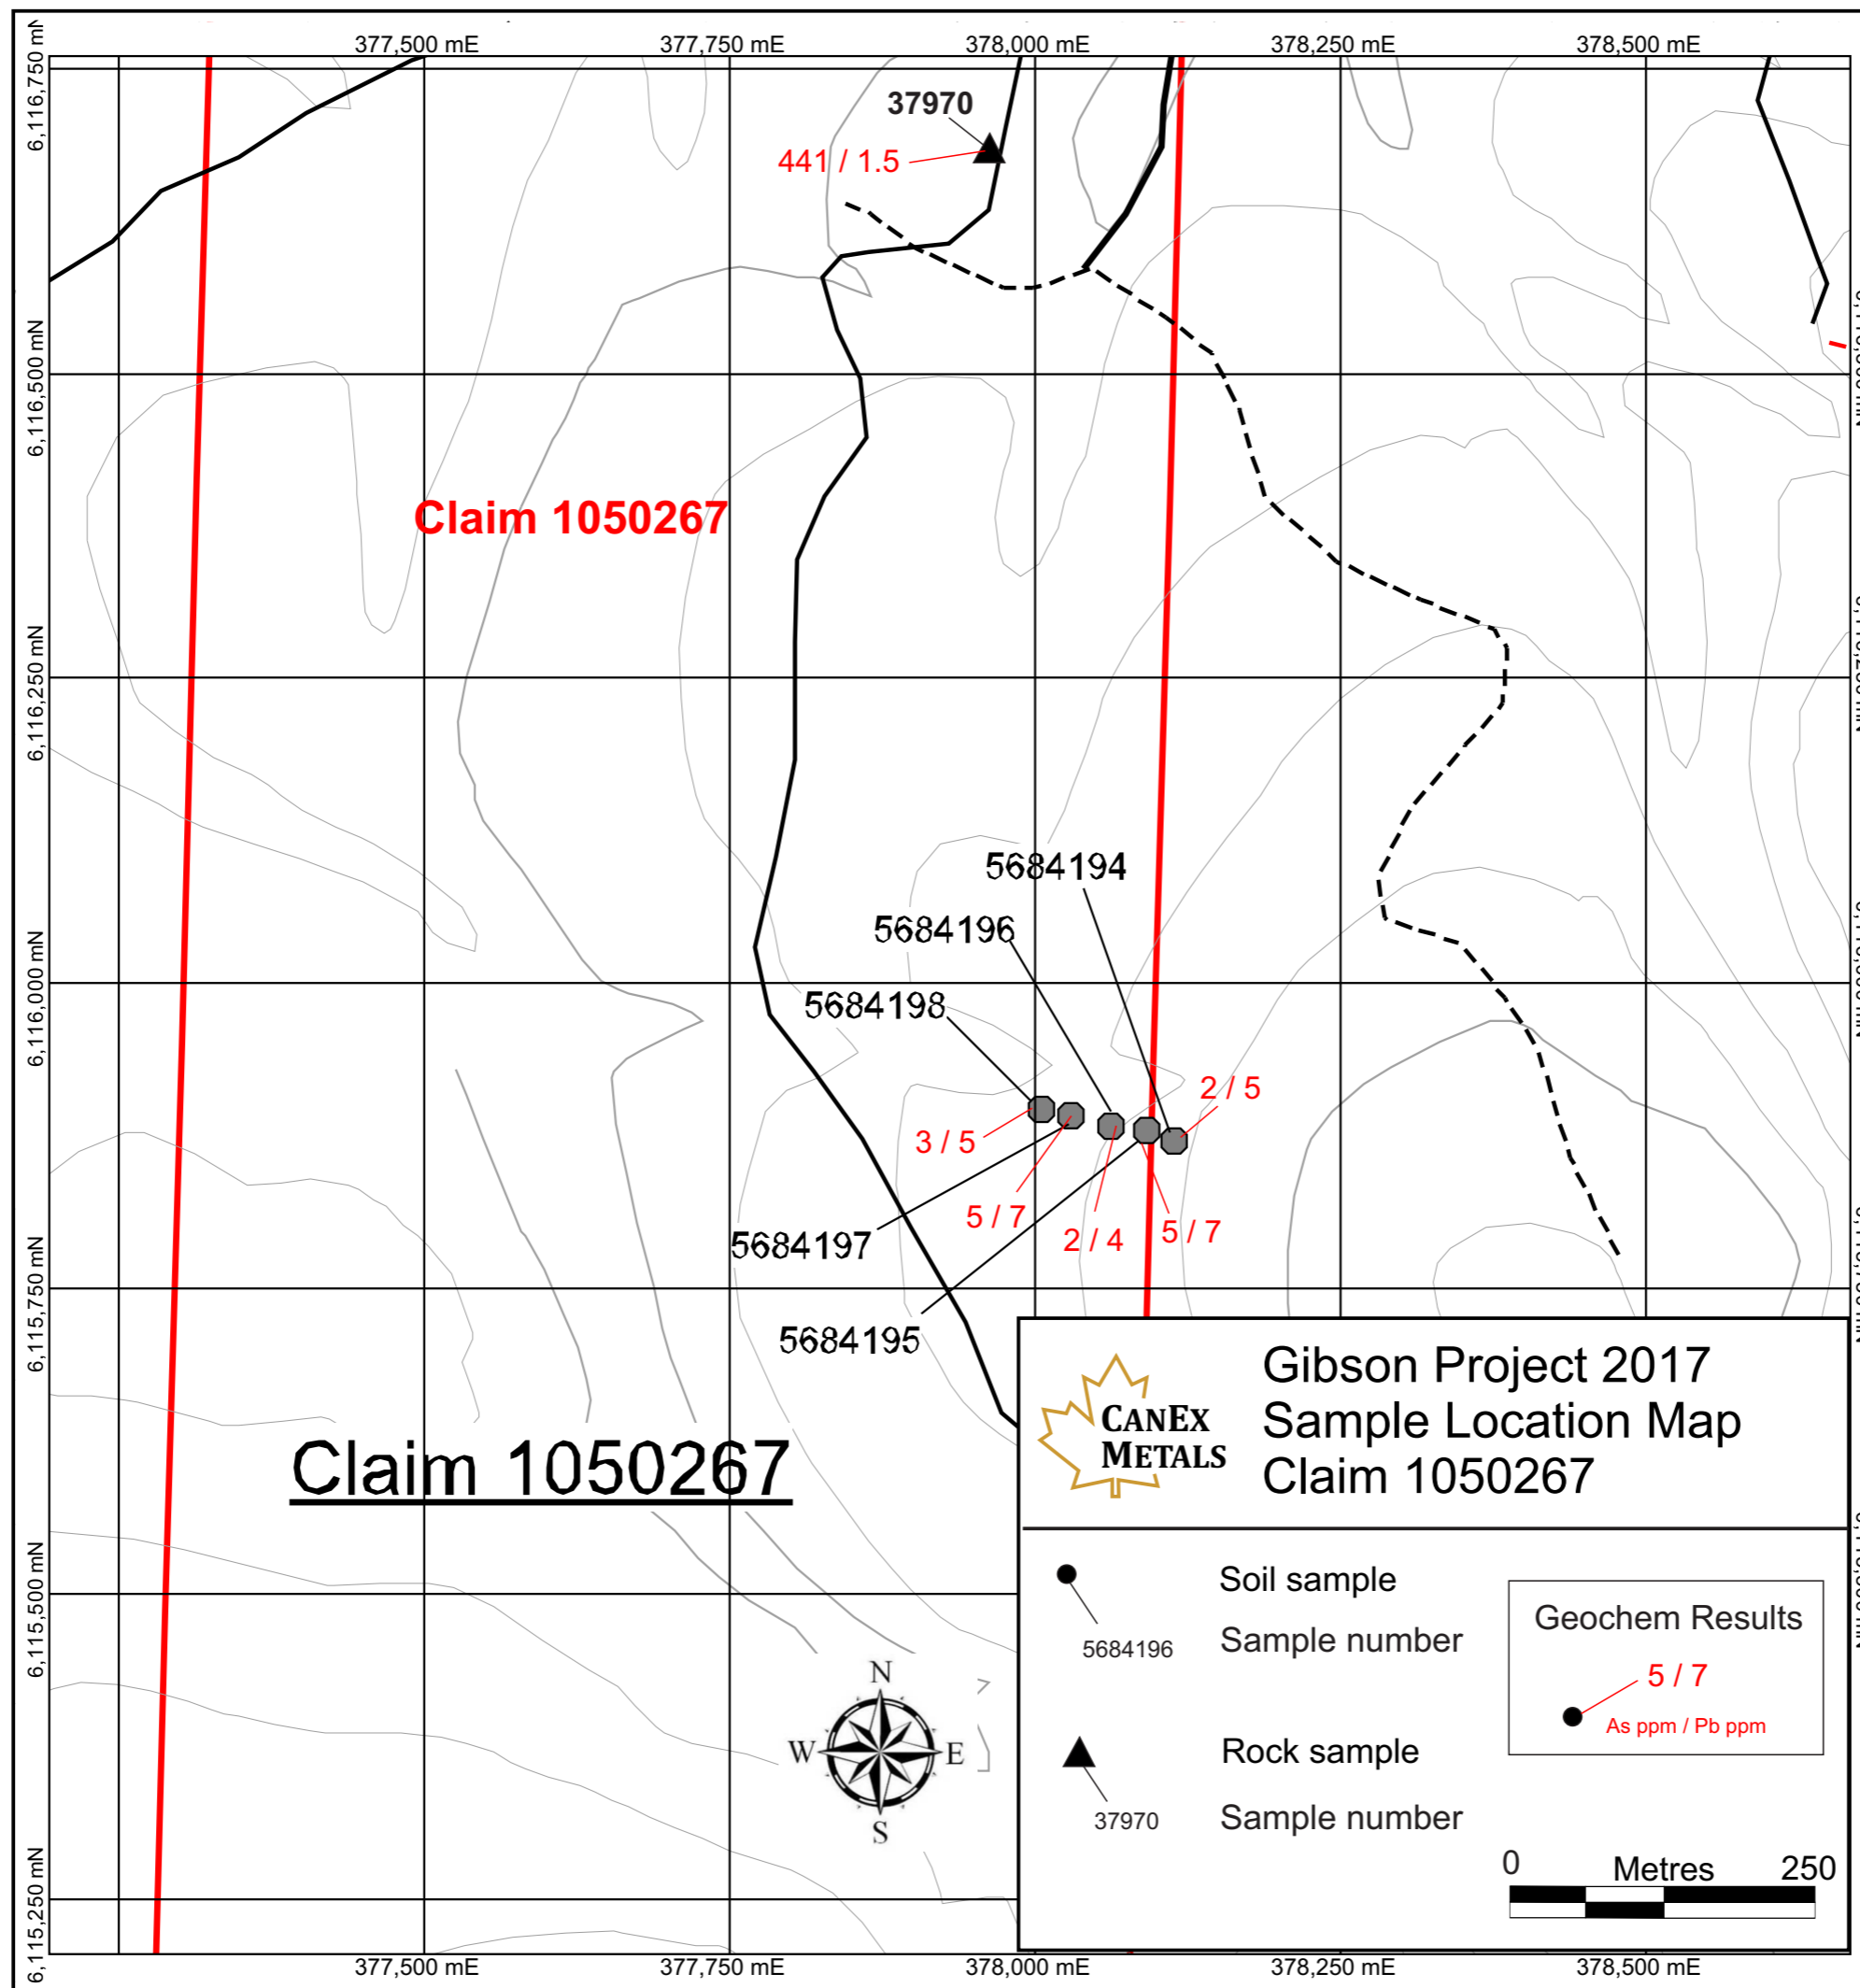 377,500 mE
377,750 mE
378,000 mE
378,250 mE
378,500 mE
6,116,750 mN
6,116,500 mN
6,116,250 mN
6,116,000 mN
6,115,750 mN
6,115,500 mN
6,115,250 mN
37970
441 / 1.5
Claim 1050267
5684194
5684196
5684198
2 / 5
3 / 5
5 / 7
2 / 4
5 / 7
5684197
5684195
Claim 1050267
N
W
E
S
CANEX
METALS
Gibson Project 2017
Sample Location Map
Claim 1050267
Soil sample
5684196
Sample number
Rock sample
37970
Sample number
Geochem Results
5 / 7
As ppm / Pb ppm
0
Metres
250
377,500 mE
377,750 mE
378,000 mE
378,250 mE
378,500 mE